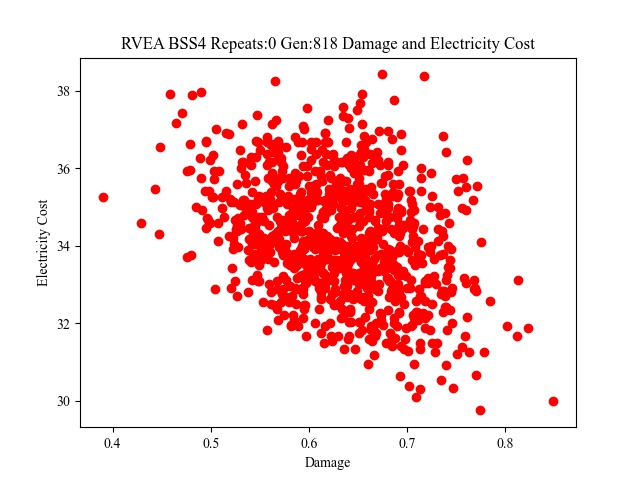 RVEA BSS4 Repeats:0 Gen:818 Damage and Electricity Cost
38
36
34
32
30
Electricity Cost
0.4 0.5 0.6 0.7 0.8
Damage